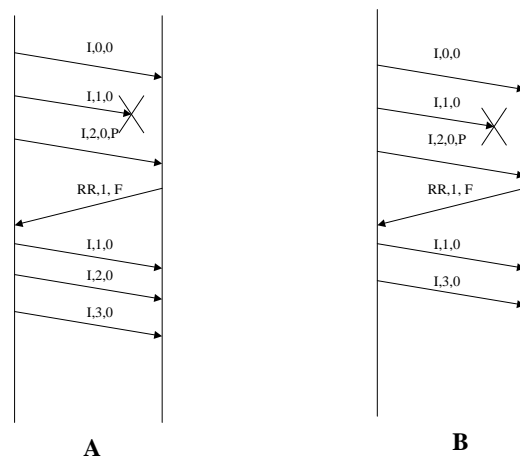 I,0,0
I,1,0
I,2,0,P
RR,1, F
I,1,0
I,2,0
I,3,0
A
I,0,0
I,1,0
I,2,0,P
RR,1, F
I,1,0
I,3,0
B